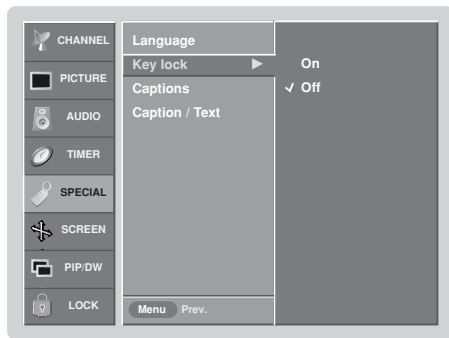 CHANNEL
PICTURE
AUDIO
TIMER
SPECIAL
SCREEN
PIP/DW
LOCK
Language
Key lock ▶
Captions
Caption / Text
Menu Prev.
On
✓ Off